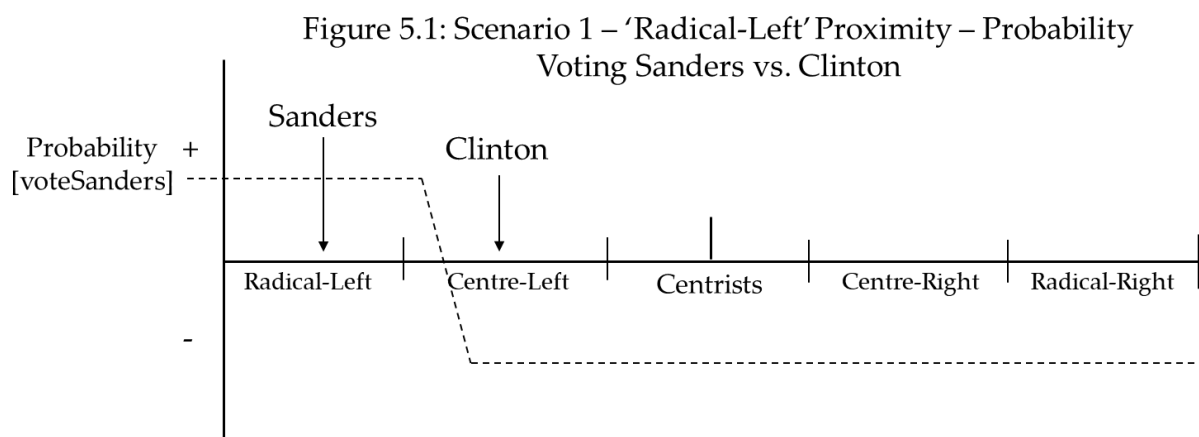 Figure 5.1: Scenario 1 – ‘Radical-Left’ Proximity – Probability
Voting Sanders vs. Clinton
Sanders
Clinton
Probability +
[voteSanders]
Radical-Left Centre-Left Centrists Centre-Right Radical-Right
-